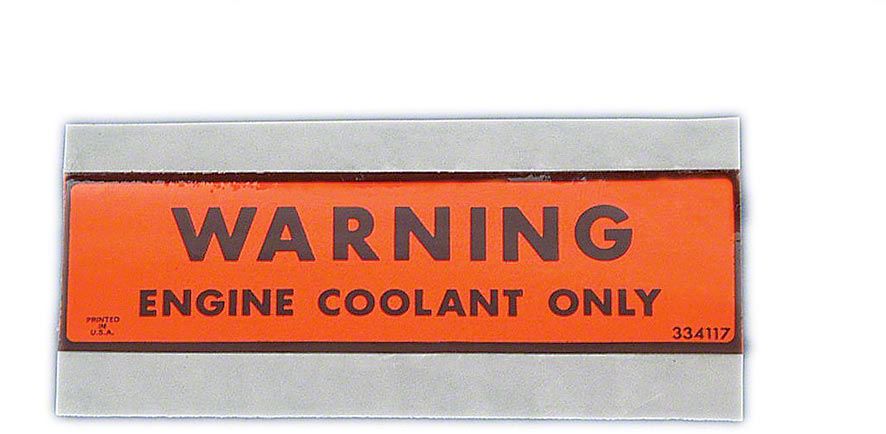 WARNING
ENGINE COOLANT ONLY
PRINTED
IN
U.S.A.
334117